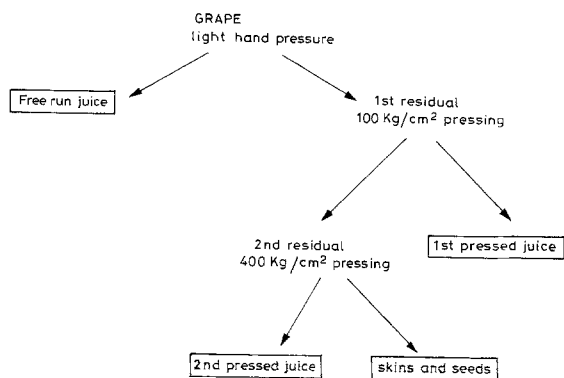 GRAPE
light hand pressure
Free run juice
1st residual
100 Kg/cm² pressing
2nd residual
400 Kg/cm² pressing
1st pressed juice
2nd pressed juice
skins and seeds